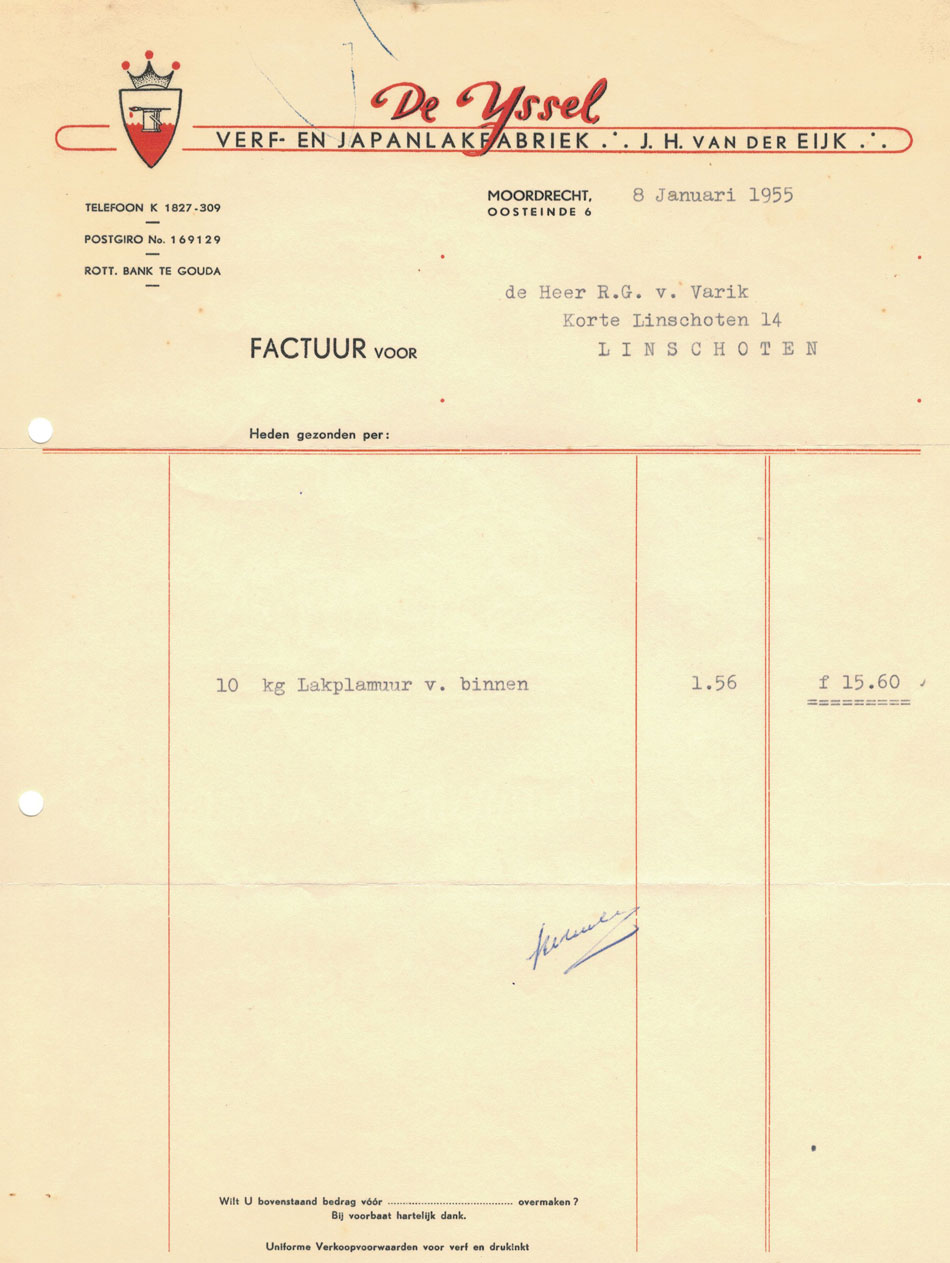 De Yssel
VERF- EN JAPANLAKFABRIEK ∴ J. H. VAN DER EIJK ∴
TELEFOON K 1827-309
POSTGIRO No. 169129
ROTT. BANK TE GOUDA
MOORDRECHT, 8 Januari 1955
OOSTEINDE 6
de Heer R.G. v. Varik
Korte Linschoten 14
LINSCHOTEN
FACTUUR VOOR
Heden gezonden per:
10 kg Lakplamuur v. binnen 1.56 f 15.60
=========
Wilt U bovenstaand bedrag vóór ........................................ overmaken?
Bij voorbaat hartelijk dank.
Uniforme Verkoopvoorwaarden voor verf en drukinkt